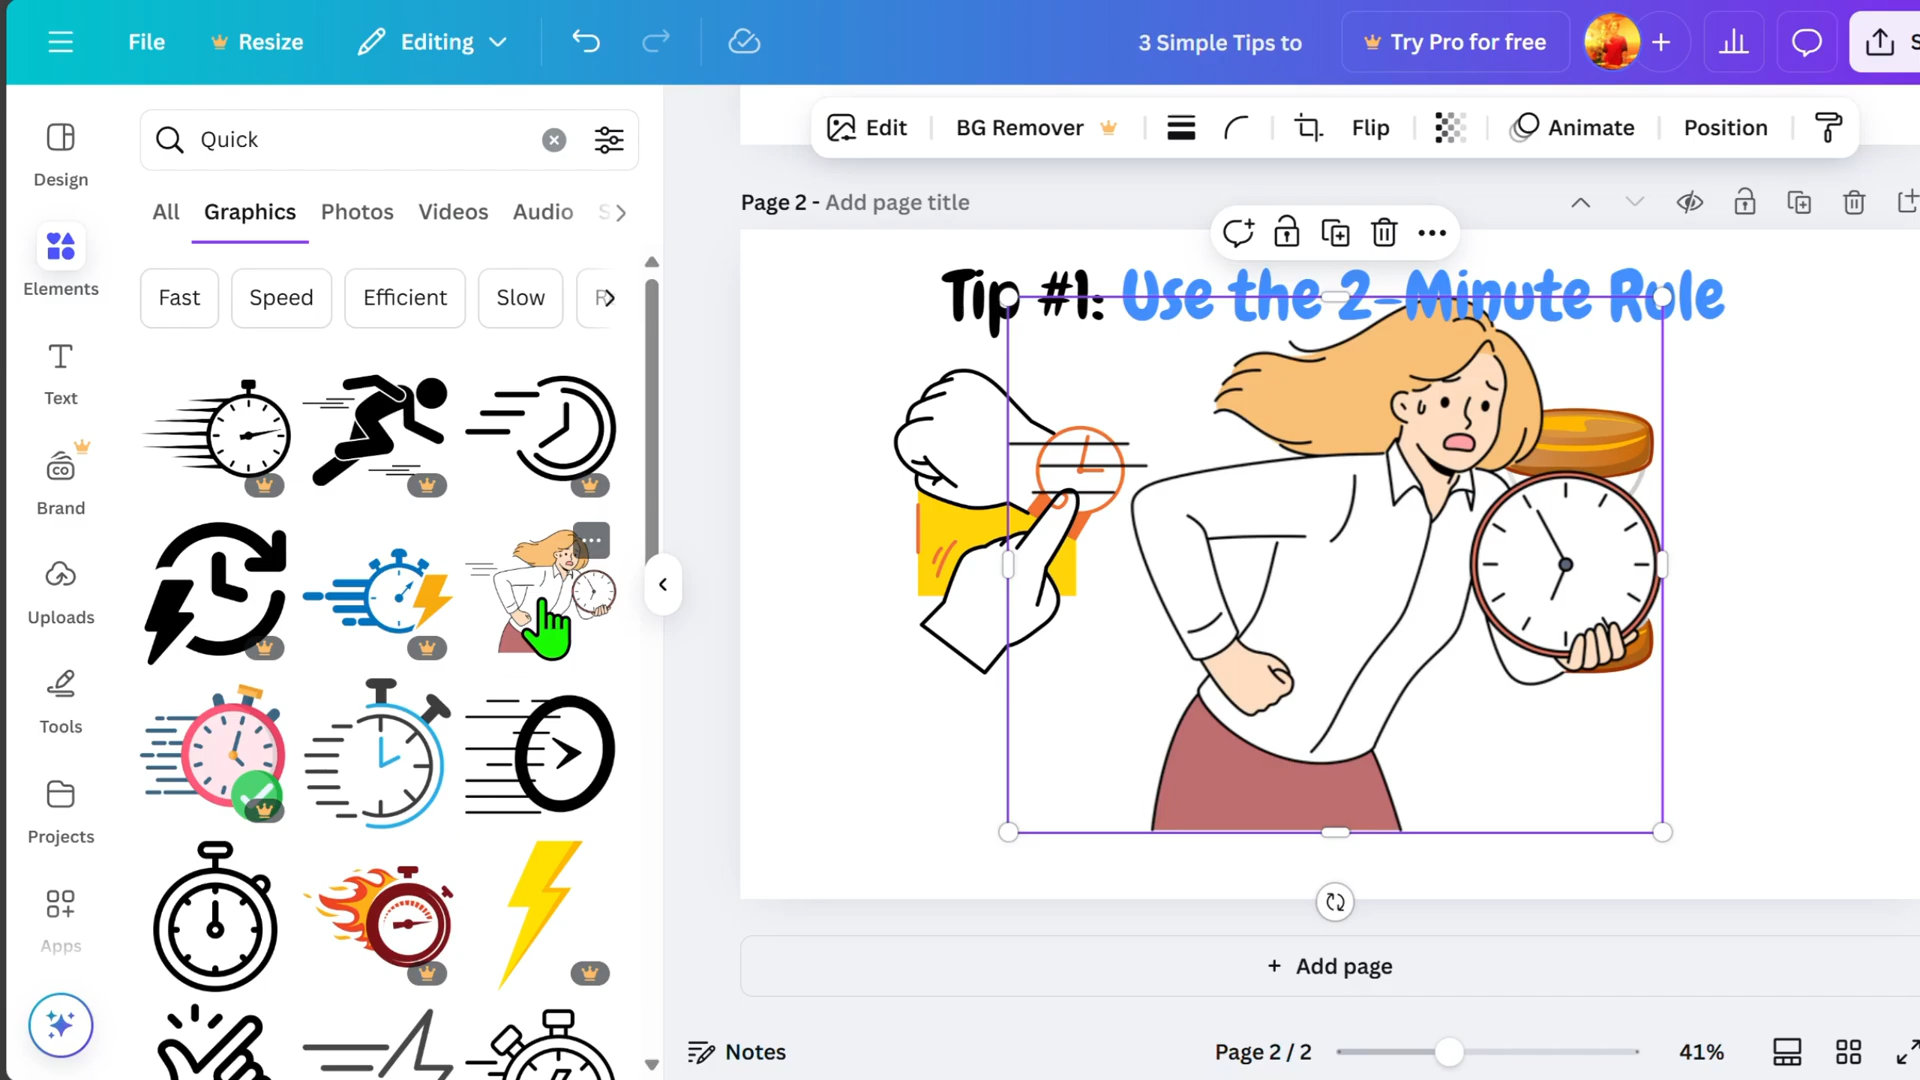 File
Resize
Editing
3 Simple Tips to
Try Pro for free
S
Design
Elements
Text
Brand
Uploads
Tools
Projects
Apps
Quick
All
Graphics
Photos
Videos
Audio
S
Fast
Speed
Efficient
Slow
R
CO
Edit
BG Remover
Flip
Animate
Position
Page 2 - Add page title
Tip #1: Use the 2-Minute Rule
+ Add page
Notes
Page 2 / 2
41%